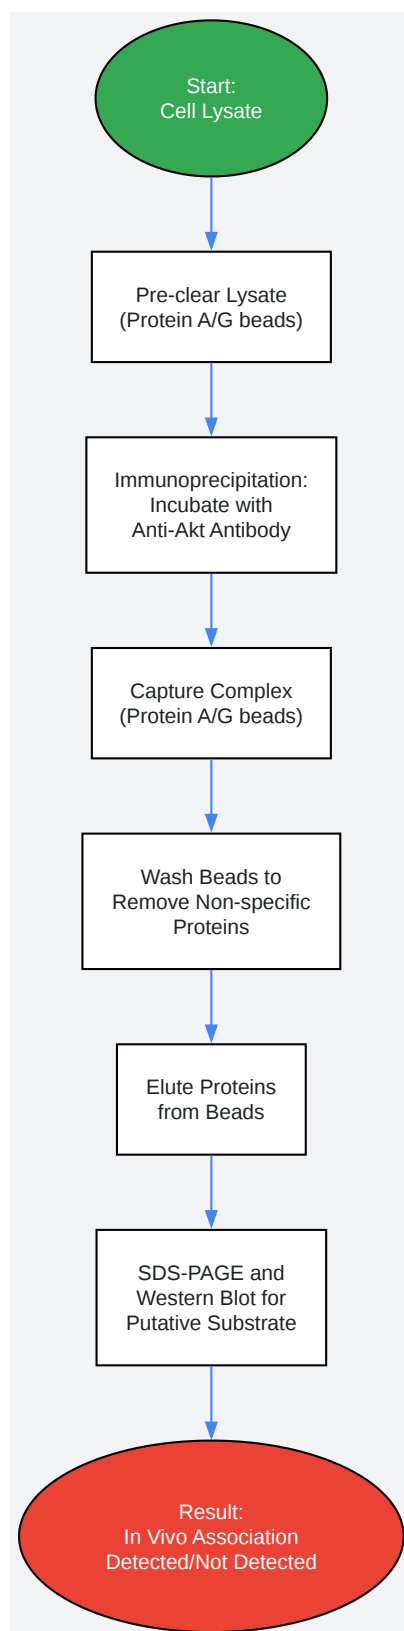 Start:
Cell Lysate
Pre-clear Lysate
(Protein A/G beads)
Immunoprecipitation:
Incubate with
Anti-Akt Antibody
Capture Complex
(Protein A/G beads)
Wash Beads to
Remove Non-specific
Proteins
Elute Proteins
from Beads
SDS-PAGE and
Western Blot for
Putative Substrate
Result:
In Vivo Association
Detected/Not Detected